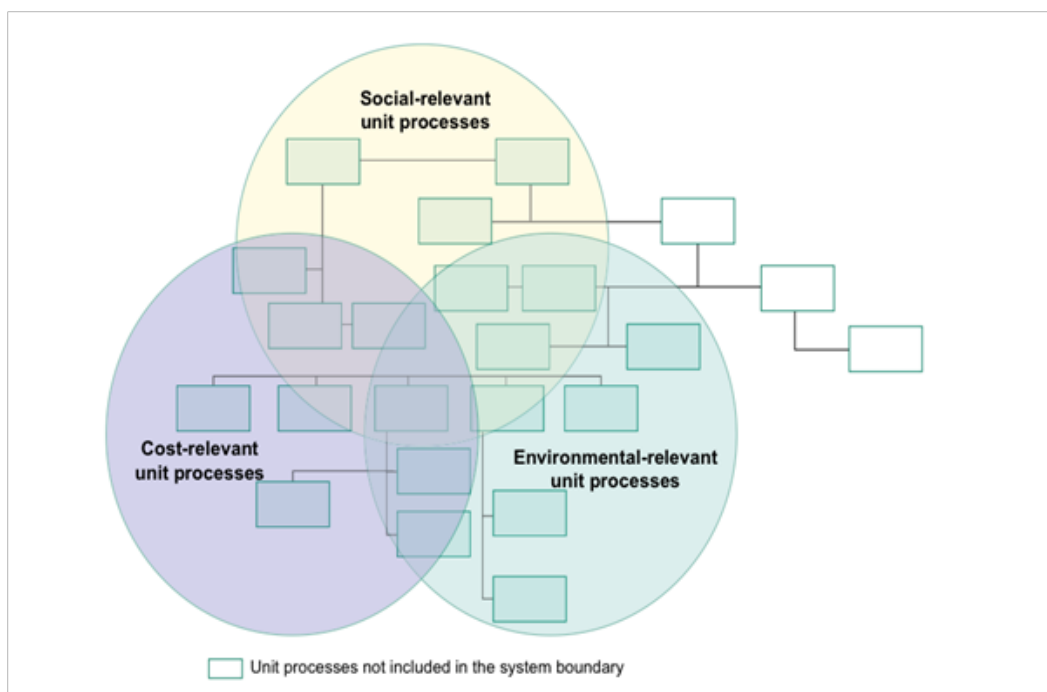 Social-relevant
unit processes
Cost-relevant
unit processes
Environmental-relevant
unit processes
Unit processes not included in the system boundary